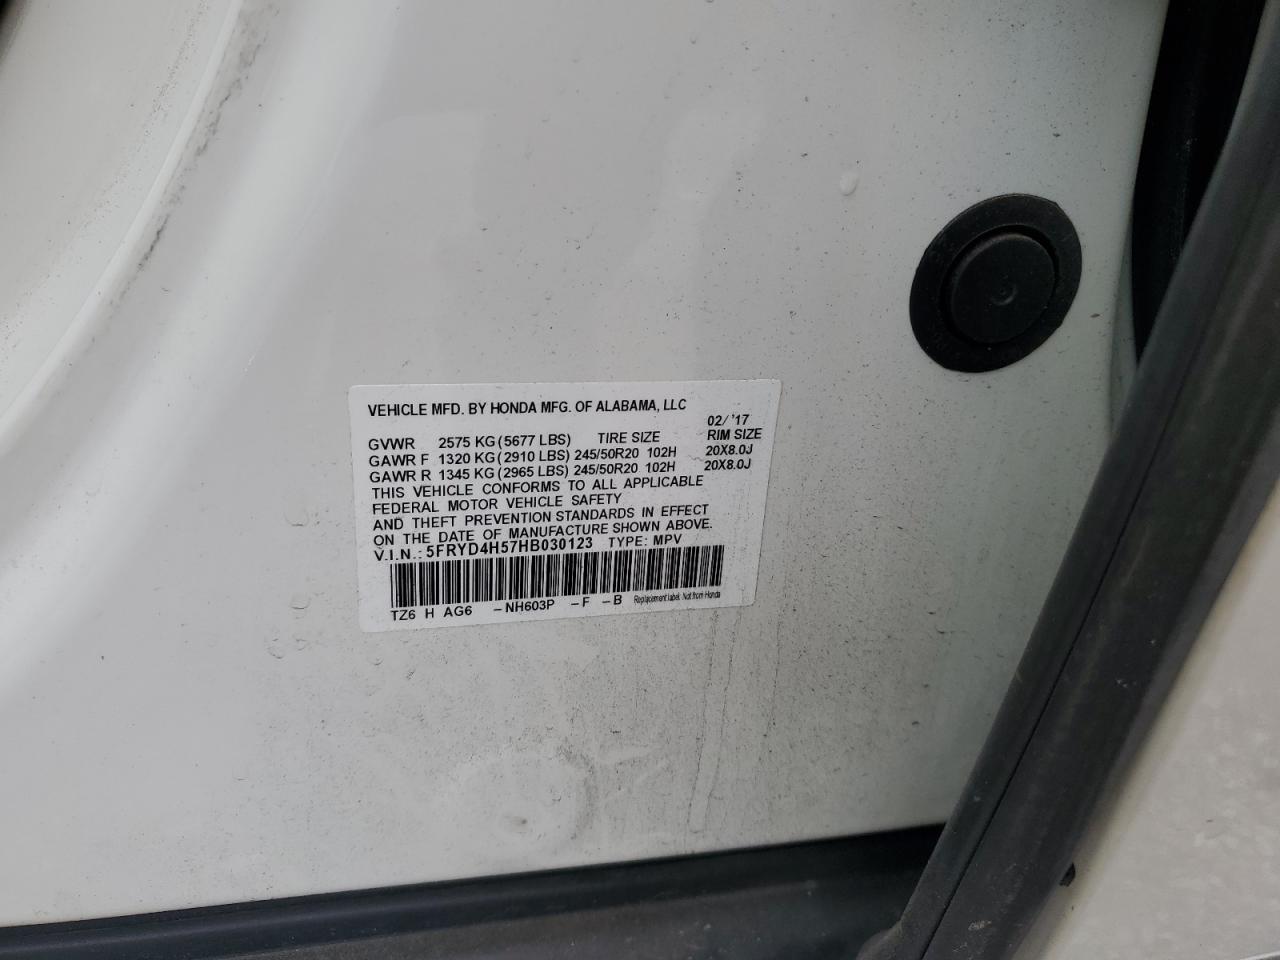 VEHICLE MFD. BY HONDA MFG. OF ALABAMA, LLC
02/ '17
GVWR 2575 KG (5677 LBS) TIRE SIZE RIM SIZE
GAWR F 1320 KG (2910 LBS) 245/50R20 102H 20X8.0J
GAWR R 1345 KG (2965 LBS) 245/50R20 102H 20X8.0J
THIS VEHICLE CONFORMS TO ALL APPLICABLE
FEDERAL MOTOR VEHICLE SAFETY
AND THEFT PREVENTION STANDARDS IN EFFECT
ON THE DATE OF MANUFACTURE SHOWN ABOVE.
V.I.N.: 5FRYD4H57HB030123 TYPE: MPV
TZ6 H AG6 -NH603P -F -B Replacement label. Not from Honda